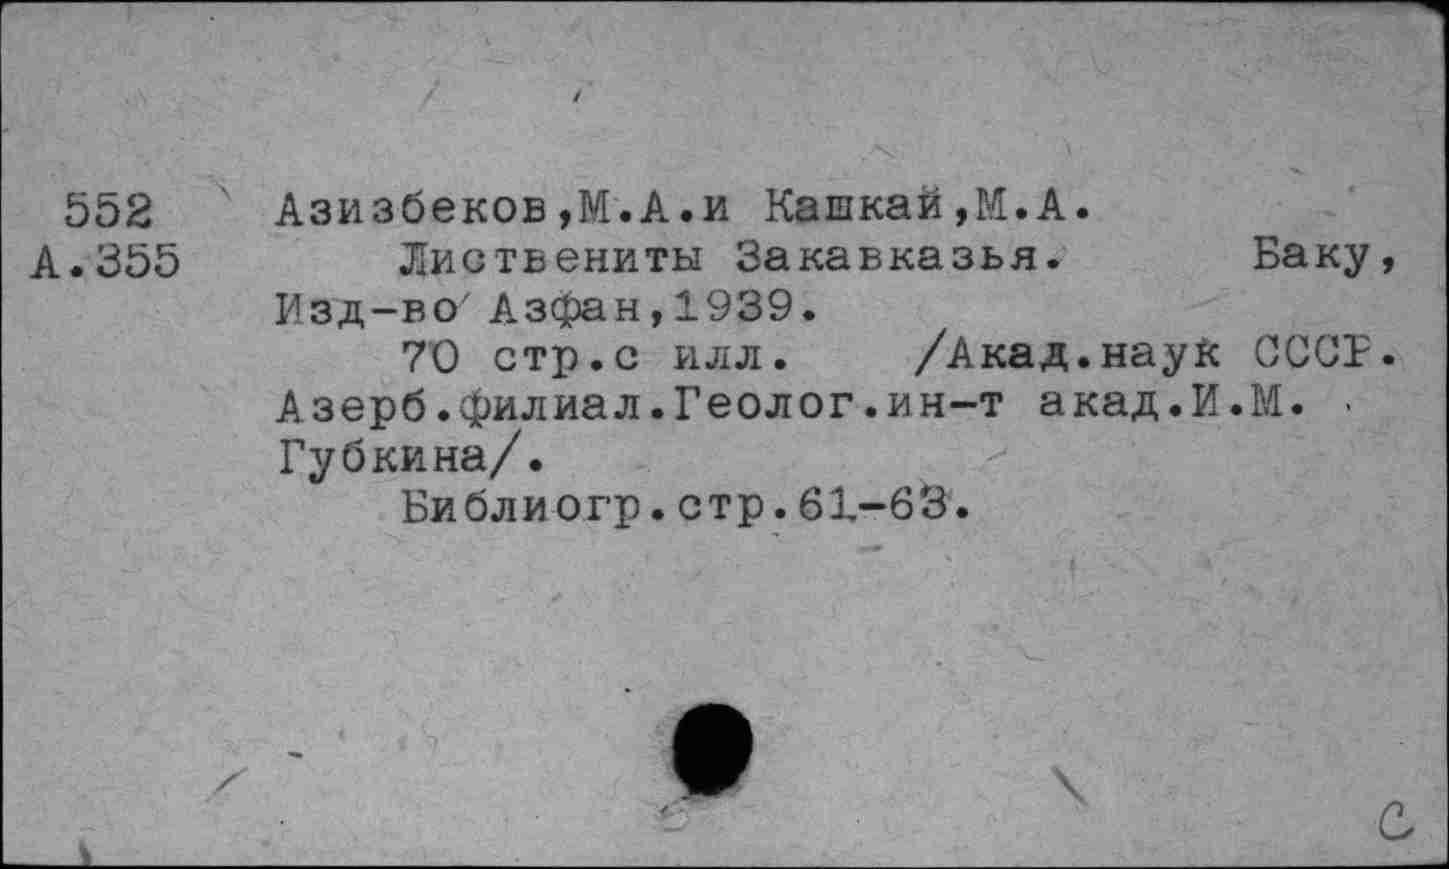 552 Азизбеков,М.А.и Кашкай,М.А.
А.355 Листвениты Закавказья. Баку,
Изд-во Азфан,1939.
70 стр.с илл. /Акад.наук СССР.
Азерб.филиал.Геолог.ин-т акад.И.М.
Губкина/.
Библиогр.стр.61-63.
С